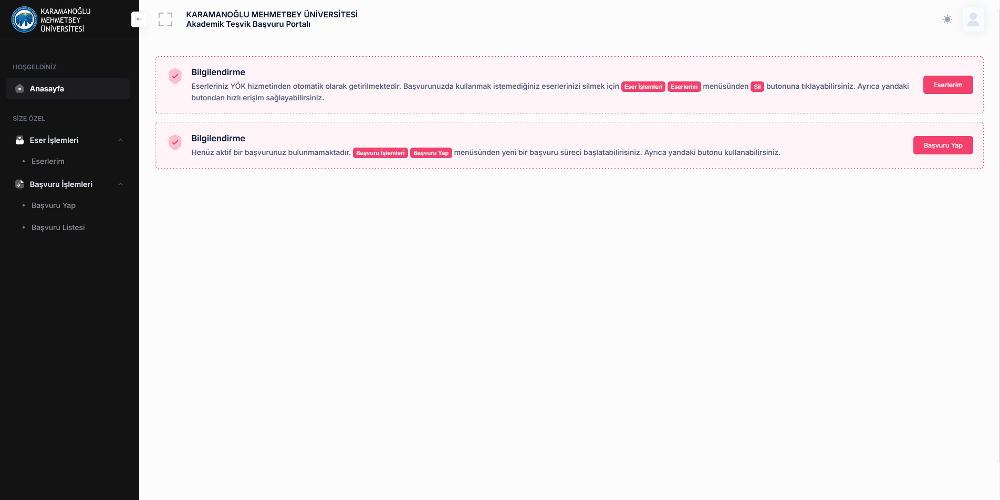 KARAMANOĞLU
MEHMETBEY
ÜNİVERSİTESİ
HOŞGELDİNİZ
Anasayfa
SİZE ÖZEL
Eser İşlemleri
Eserlerim
Başvuru İşlemleri
Başvuru Yap
Başvuru Listesi
KARAMANOĞLU MEHMETBEY ÜNİVERSİTESİ
Akademik Teşvik Başvuru Portalı
Bilgilendirme
Eserleriniz YÖK hizmetinden otomatik olarak getirilmektedir. Başvurunuzda kullanmak istemediğiniz eserlerinizi silmek için Eser İşlemleri Eserlerim menüsünden Sil butonuna tıklayabilirsiniz. Ayrıca yandaki
butondan hızlı erişim sağlayabilirsiniz.
Eserlerim
Bilgilendirme
Henüz aktif bir başvurunuz bulunmamaktadır. Başvuru İşlemleri Başvuru Yap menüsünden yeni bir başvuru süreci başlatabilirisiniz. Ayrıca yandaki butonu kullanabilirsiniz.
Başvuru Yap